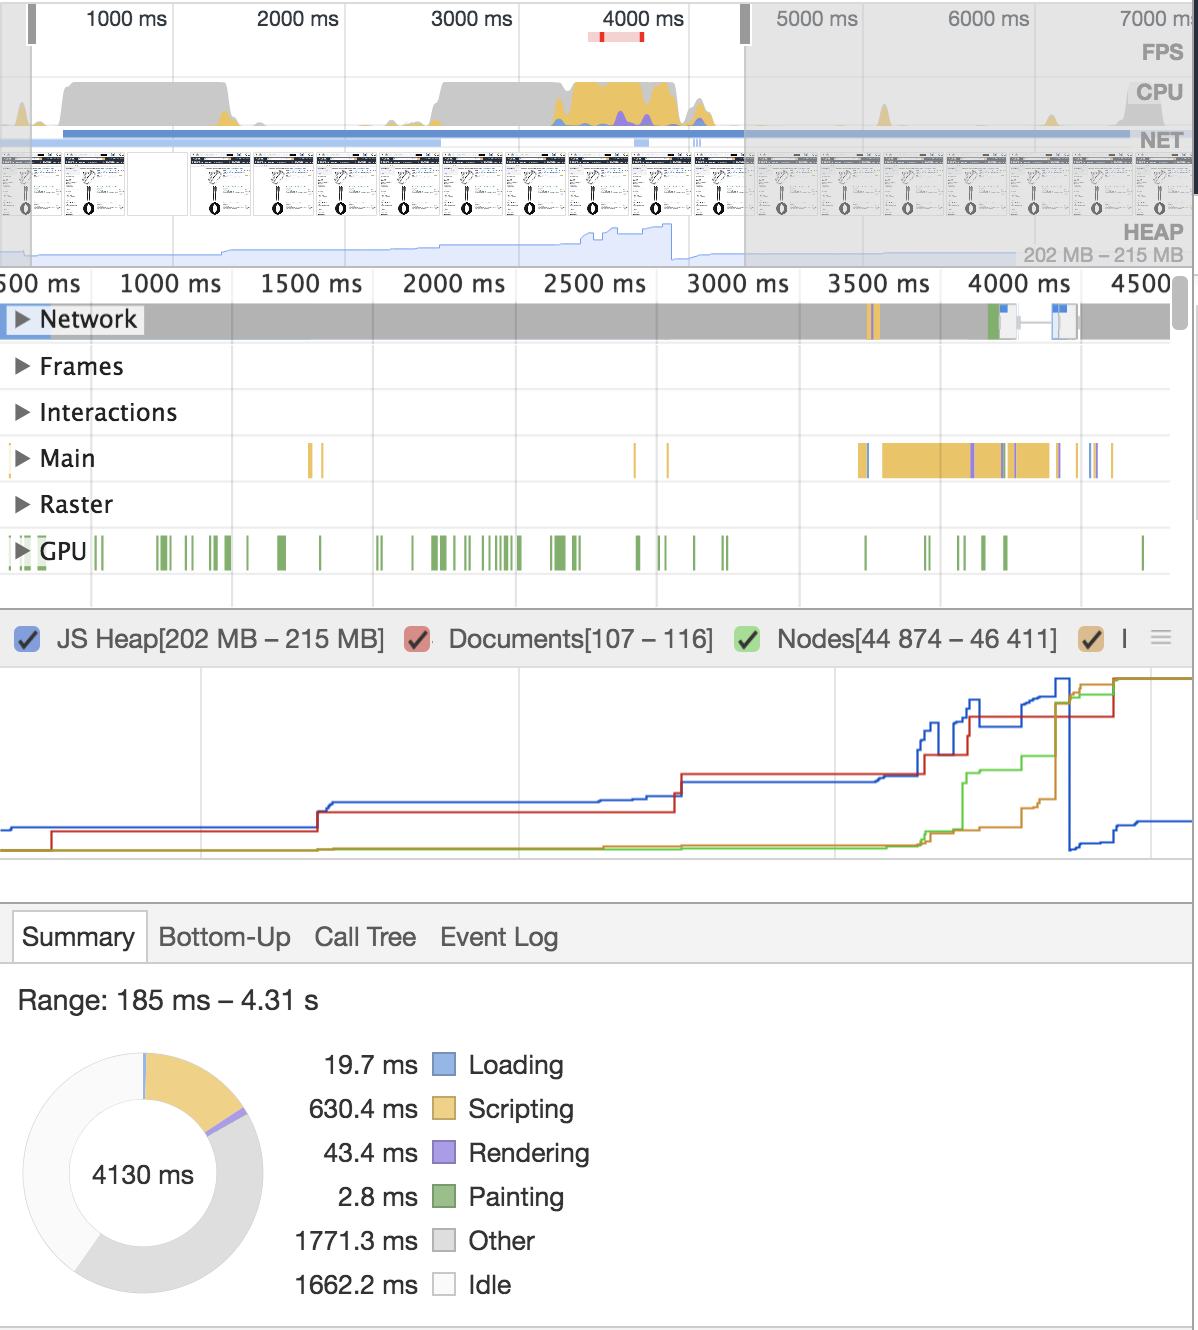 1000 ms 2000 ms 3000 ms 4000 ms 5000 ms 6000 ms 7000 m
FPS
CPU
NET
HEAP
202 MB – 215 MB
500 ms 1000 ms 1500 ms 2000 ms 2500 ms 3000 ms 3500 ms 4000 ms 4500
Network
Frames
Interactions
Main
Raster
GPU
JS Heap[202 MB – 215 MB] Documents[107 – 116] Nodes[44 874 – 46 411]
Summary Bottom-Up Call Tree Event Log
Range: 185 ms – 4.31 s
4130 ms
19.7 ms Loading
630.4 ms Scripting
43.4 ms Rendering
2.8 ms Painting
1771.3 ms Other
1662.2 ms Idle